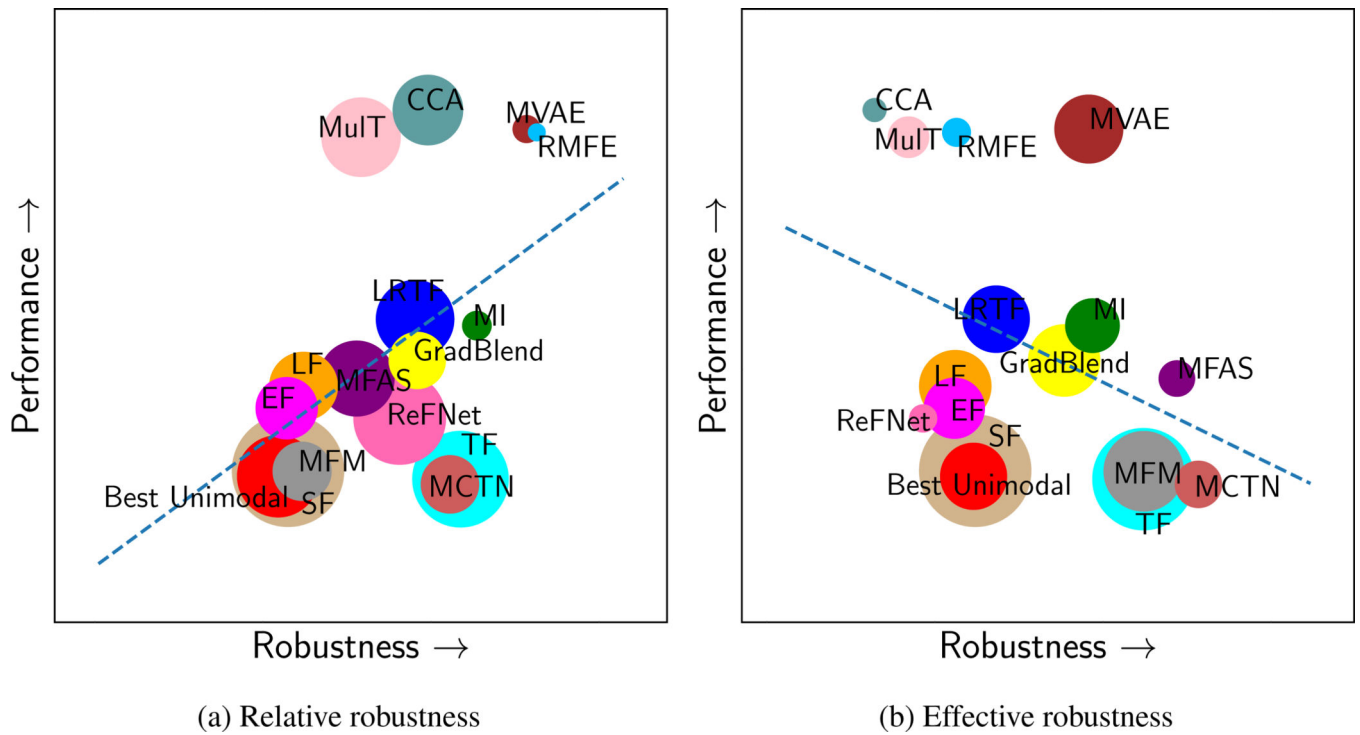 Performance →
CCA
MulT
MVAE
RMFE
LRTF
MI
GradBlend
LF
MFAS
EF
ReFNet
TF
MFM
MCTN
Best Unimodal
SF
Robustness →
(a) Relative robustness
Performance →
CCA
MulT
RMFE
MVAE
LRTF
MI
GradBlend
MFAS
LF
EF
ReFNet
SF
MFM
Best Unimodal
MCTN
TF
Robustness →
(b) Effective robustness